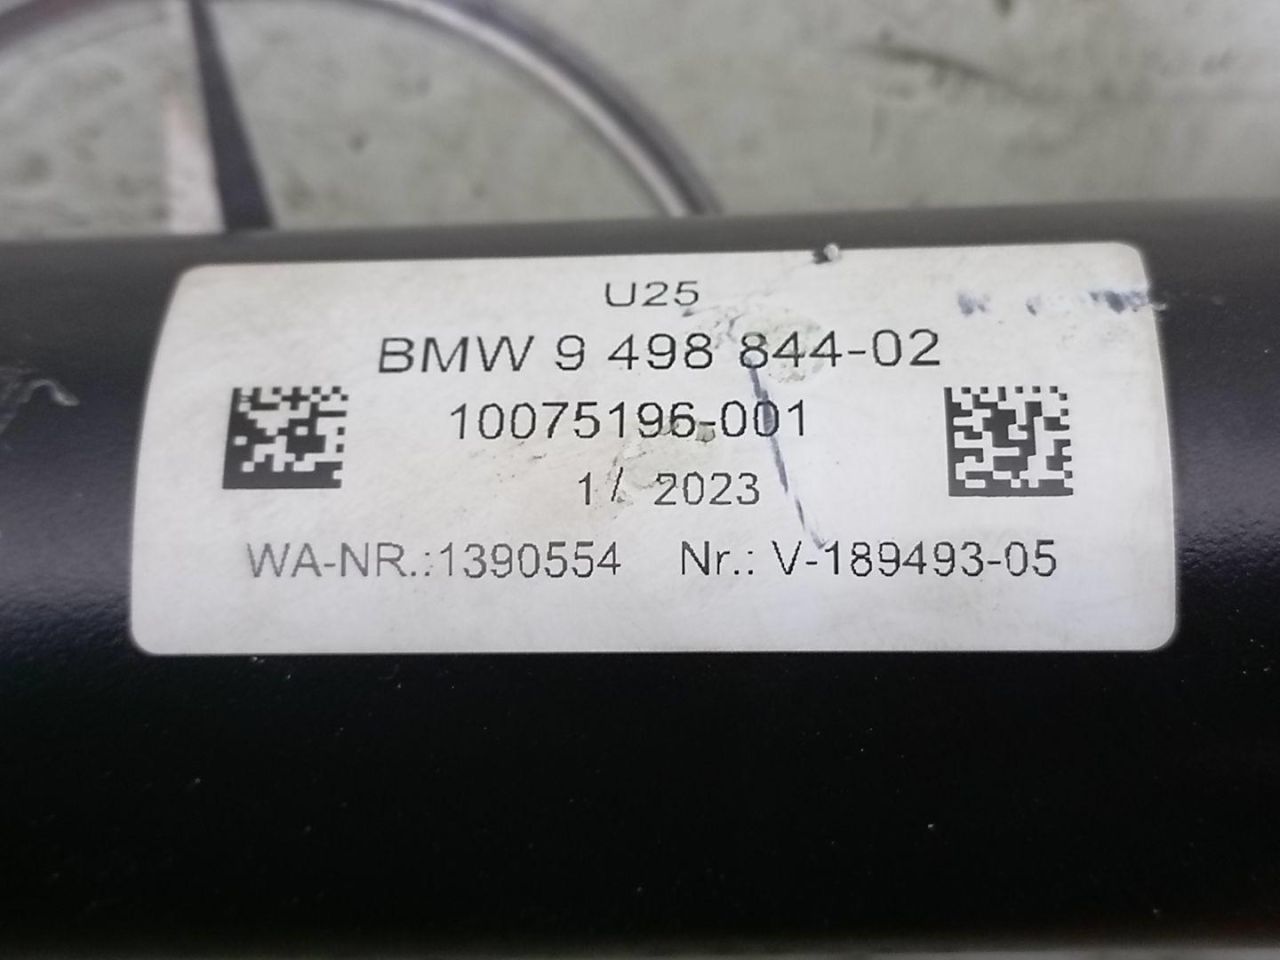 U25
BMW 9 498 844-02
10075196-001
1 / 2023
WA-NR.:1390554 Nr.: V-189493-05